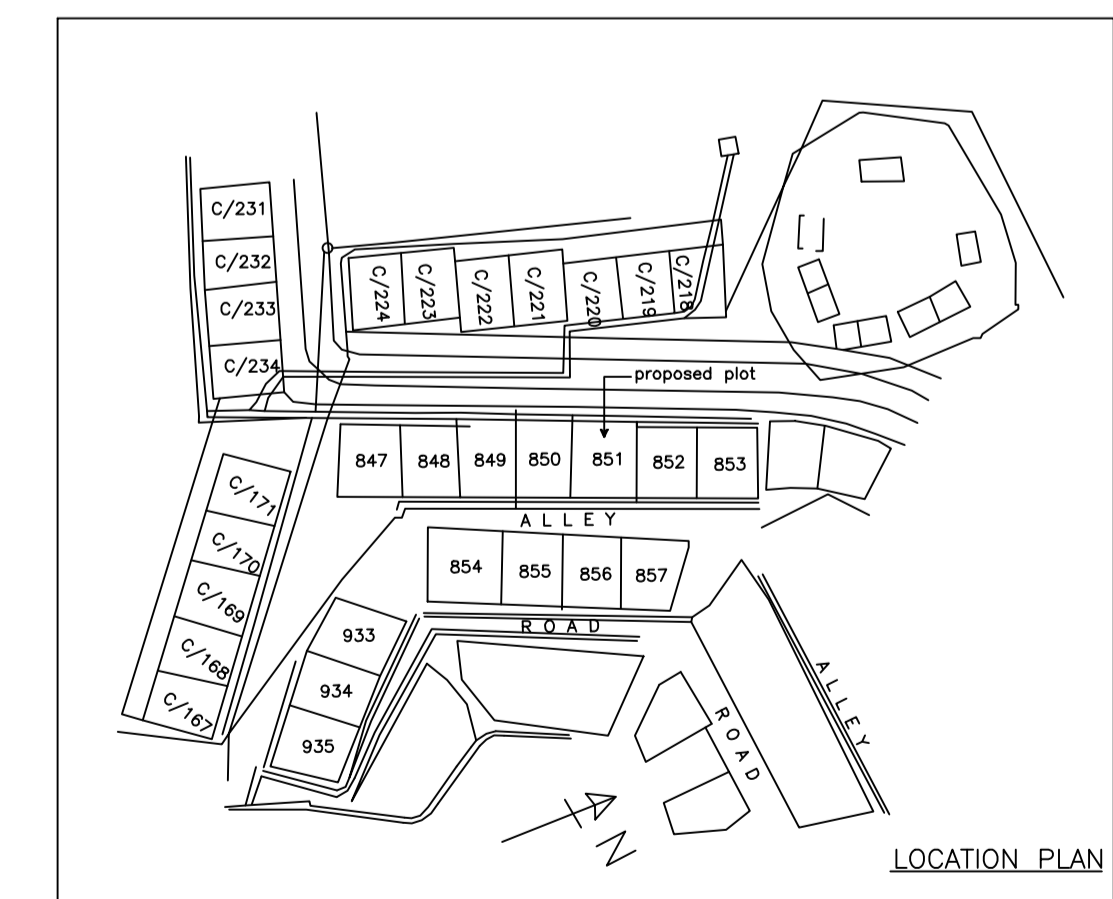 C/231
C/232
C/233
C/234
C/224
C/223
C/222
C/221
C/220
C/219
C/218
proposed plot
847
848
849
850
851
852
853
C/171
C/170
C/169
C/168
C/167
ALLEY
854
855
856
857
ROAD
933
934
935
ALLEY
ROAD
N
LOCATION PLAN